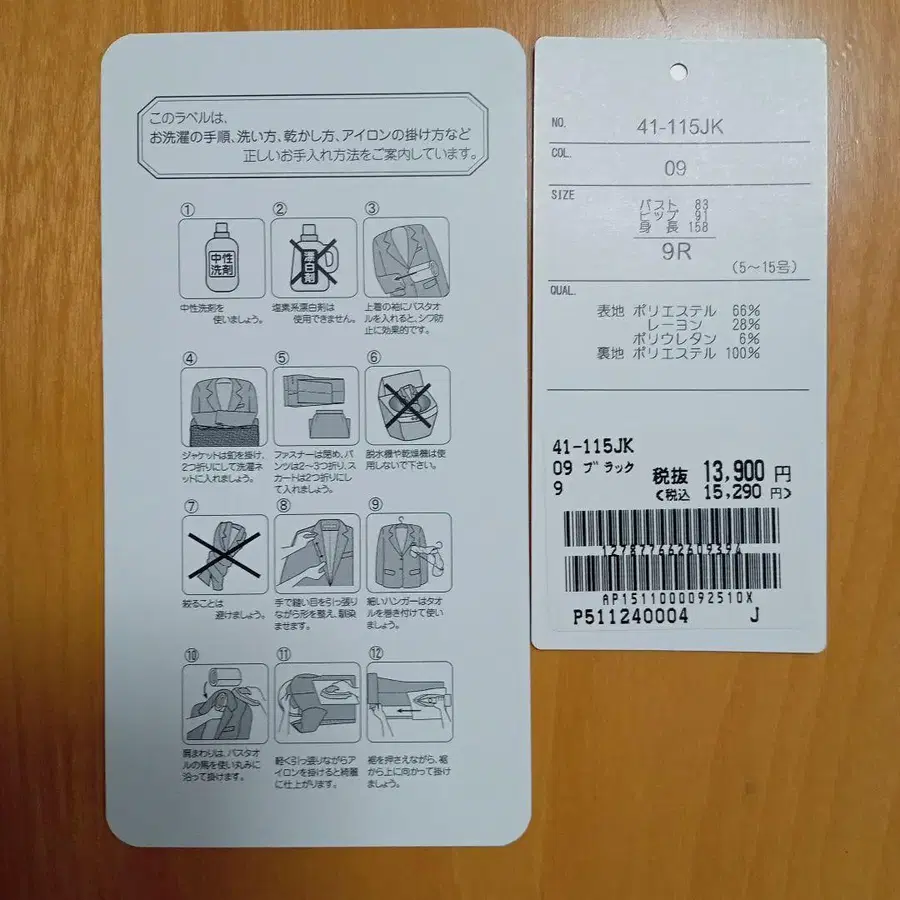 このラベルは、
お洗濯の手順、洗い方、乾かし方、アイロンの掛け方など
正しいお手入れ方法をご案内しています。
①
中性
洗剤
中性洗剤を
使いましょう。
②
漂白剤
塩素系漂白剤は
使用できません。
③
上着の袖にバスタオ
ルを入れると、シワ防
止に効果的です。
④
ジャケットは釦を掛け、
2つ折りにして洗濯ネ
ットに入れましょう。
⑤
ファスナーは閉め、パ
ンツは2〜3つ折り、ス
カートは2つ折りにし
て入れましょう。
⑥
脱水機や乾燥機は使
用しないで下さい。
⑦
絞ることは
避けましょう。
⑧
手で縫い目を引っ張り
ながら形を整え、馴染
ませます。
⑨
細いハンガーはタオ
ルを巻き付けて使い
ましょう。
⑩
肩まわりは、バスタオ
ルの馬を使い丸みに
沿って掛けます。
⑪
軽く引っ張りながらア
イロンを掛けると綺麗
に仕上がります。
⑫
裾を押さえながら、裾
から上に向かって掛け
ましょう。
NO. 41-115JK
COL. 09
SIZE
バスト 83
ヒップ 91
身長 158
9R
(5〜15号)
QUAL.
表地 ポリエステル 66%
レーヨン 28%
ポリウレタン 6%
裏地 ポリエステル 100%
41-115JK
09 ブラック 税抜 13,900 円
9 (税込 15,290 円)
127877662609394
AP1511000092510X
P511240004 J